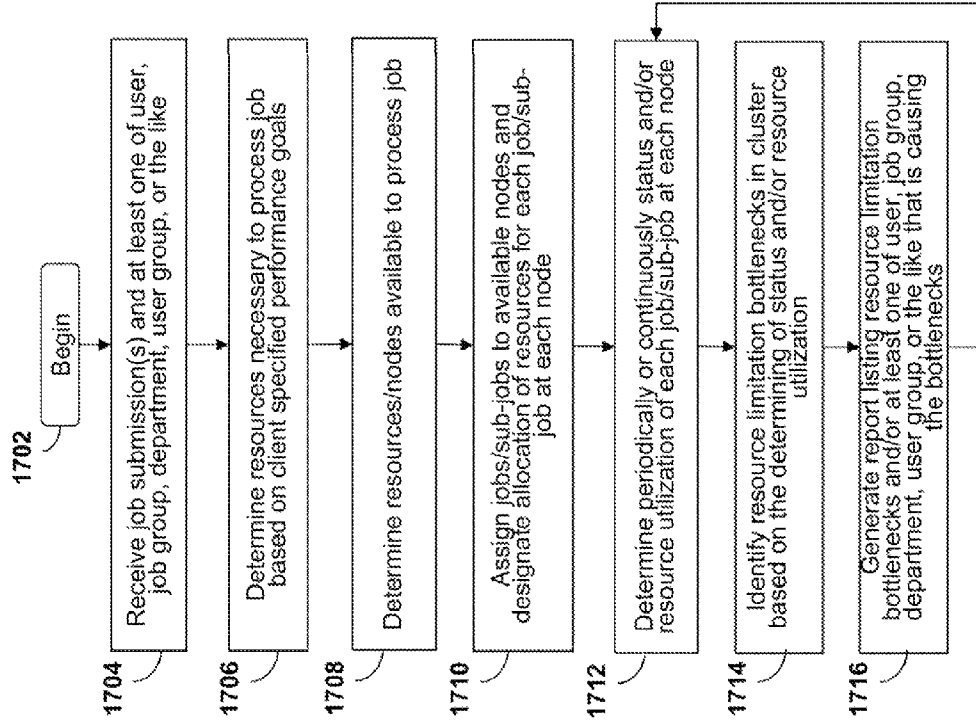 1702
Begin
1704
Receive job submission(s) and at least one of user,
job group, department, user group, or the like
1706
Determine resources necessary to process job
based on client specified performance goals
1708
Determine resources/nodes available to process job
1710
Assign jobs/sub-jobs to available nodes and
designate allocation of resources for each job/sub-
job at each node
1712
Determine periodically or continuously status and/or
resource utilization of each job/sub-job at each node
1714
Identify resource limitation bottlenecks in cluster
based on the determining of status and/or resource
utilization
1716
Generate report listing resource limitation
bottlenecks and/or at least one of user, job group,
department, user group, or the like that is causing
the bottlenecks